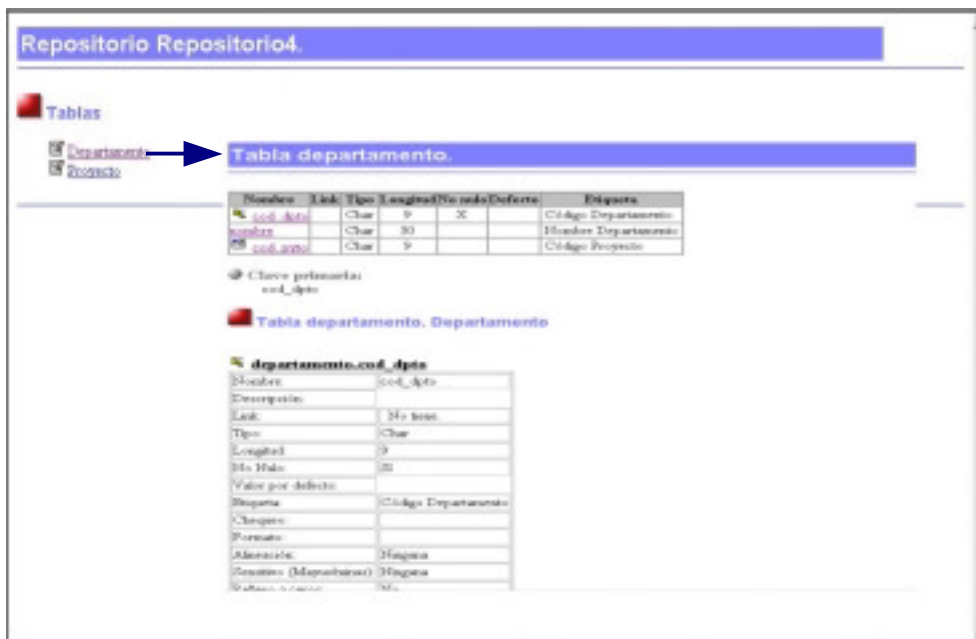 Repositorio Repositorio4.
Tablas
Departamento
Proyecto
Tabla departamento.
Nombre Link Tipo Longitud No nulo Defecto Etiqueta
cod_dpto Char 9 X Código Departamento
nombre Char 30 Nombre Departamento
cod_pyto Char 9 Código Proyecto
Clave primaria:
cod_dpto
Tabla departamento. Departamento
departamento.cod_dpto
Nombre: cod_dpto
Descripción:
Link: No tiene.
Tipo: Char
Longitud: 9
No Nulo:
Valor por defecto:
Etiqueta: Código Departamento
Chequeo:
Formato:
Alineación: Ninguna
Sensitivo Ninguna
No